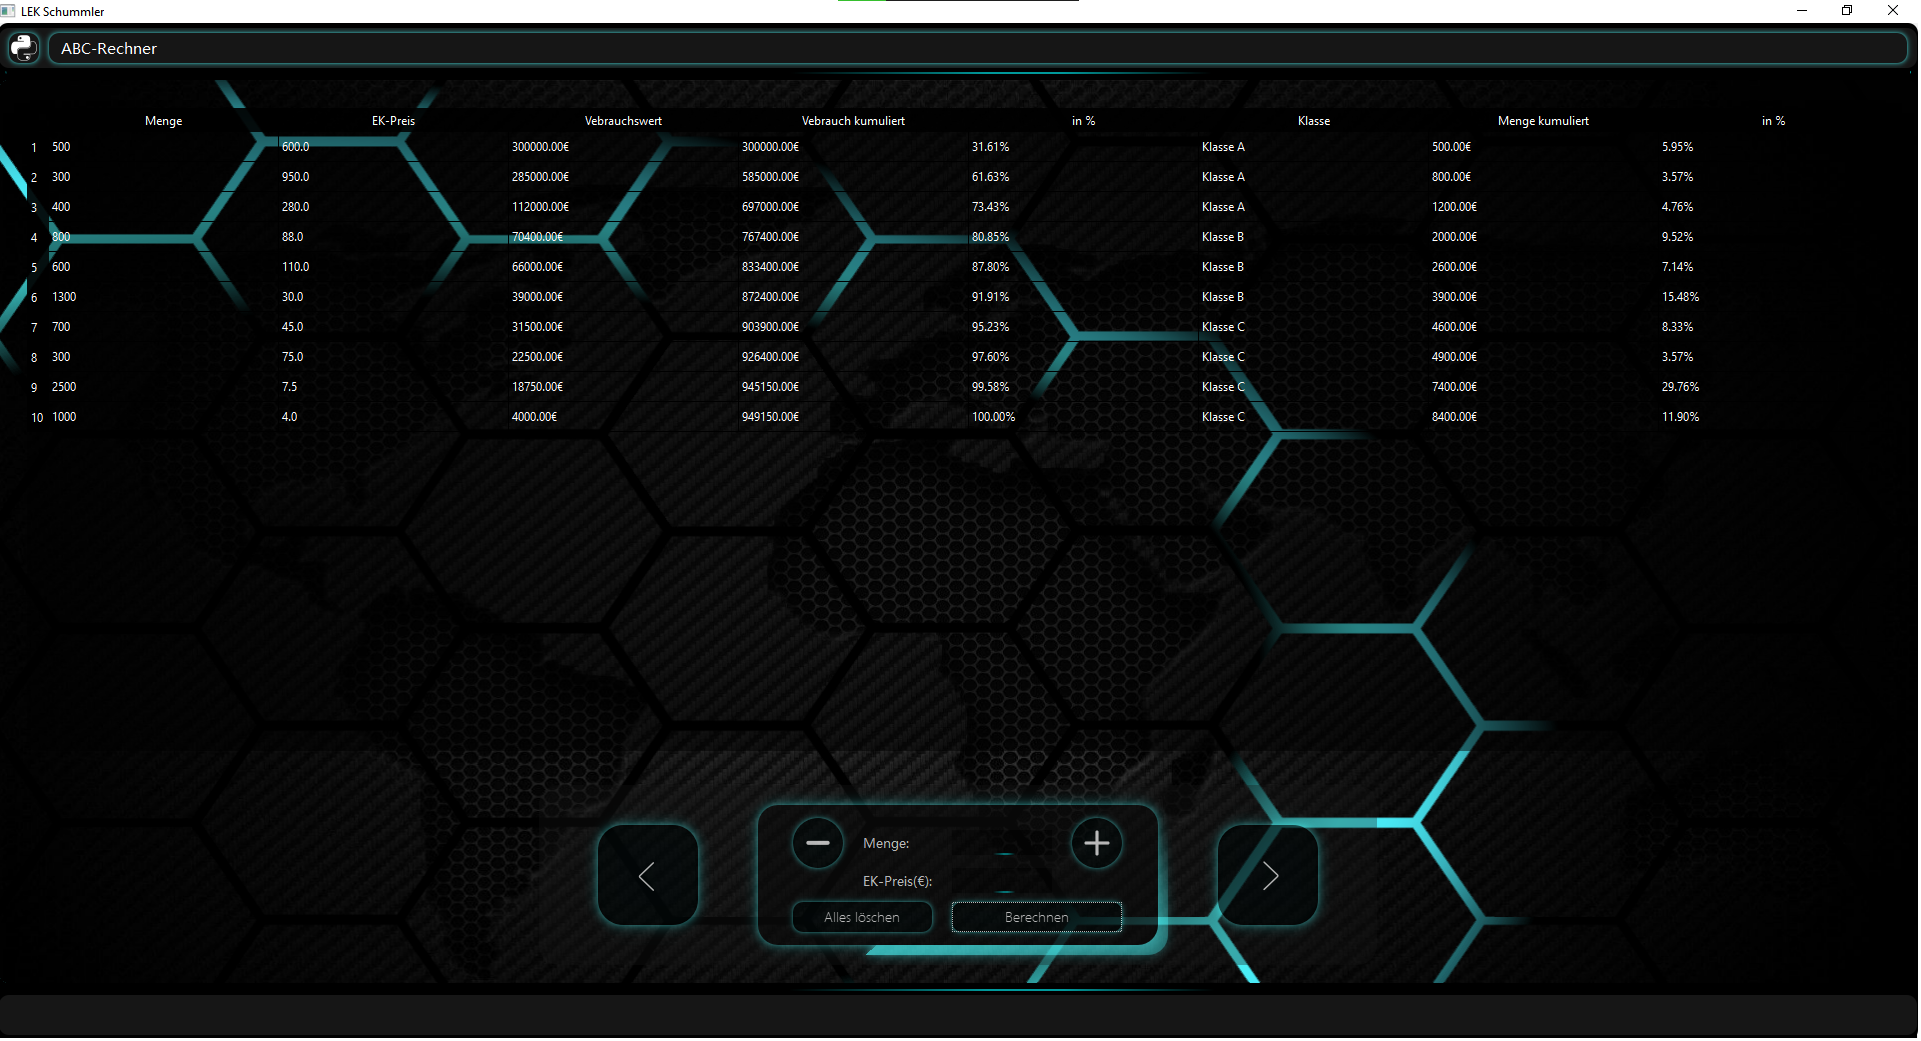 LEK Schummler
ABC-Rechner
Menge EK-Preis Vebrauchswert Vebrauch kumuliert in % Klasse Menge kumuliert in %
1 500 600.0 300000.00€ 300000.00€ 31.61% Klasse A 500.00€ 5.95%
2 300 950.0 285000.00€ 585000.00€ 61.63% Klasse A 800.00€ 3.57%
3 400 280.0 112000.00€ 697000.00€ 73.43% Klasse A 1200.00€ 4.76%
4 800 88.0 70400.00€ 767400.00€ 80.85% Klasse B 2000.00€ 9.52%
5 600 110.0 66000.00€ 833400.00€ 87.80% Klasse B 2600.00€ 7.14%
6 1300 30.0 39000.00€ 872400.00€ 91.91% Klasse B 3900.00€ 15.48%
7 700 45.0 31500.00€ 903900.00€ 95.23% Klasse C 4600.00€ 8.33%
8 300 75.0 22500.00€ 926400.00€ 97.60% Klasse C 4900.00€ 3.57%
9 2500 7.5 18750.00€ 945150.00€ 99.58% Klasse C 7400.00€ 29.76%
10 1000 4.0 4000.00€ 949150.00€ 100.00% Klasse C 8400.00€ 11.90%
Menge:
EK-Preis(€):
Alles löschen Berechnen